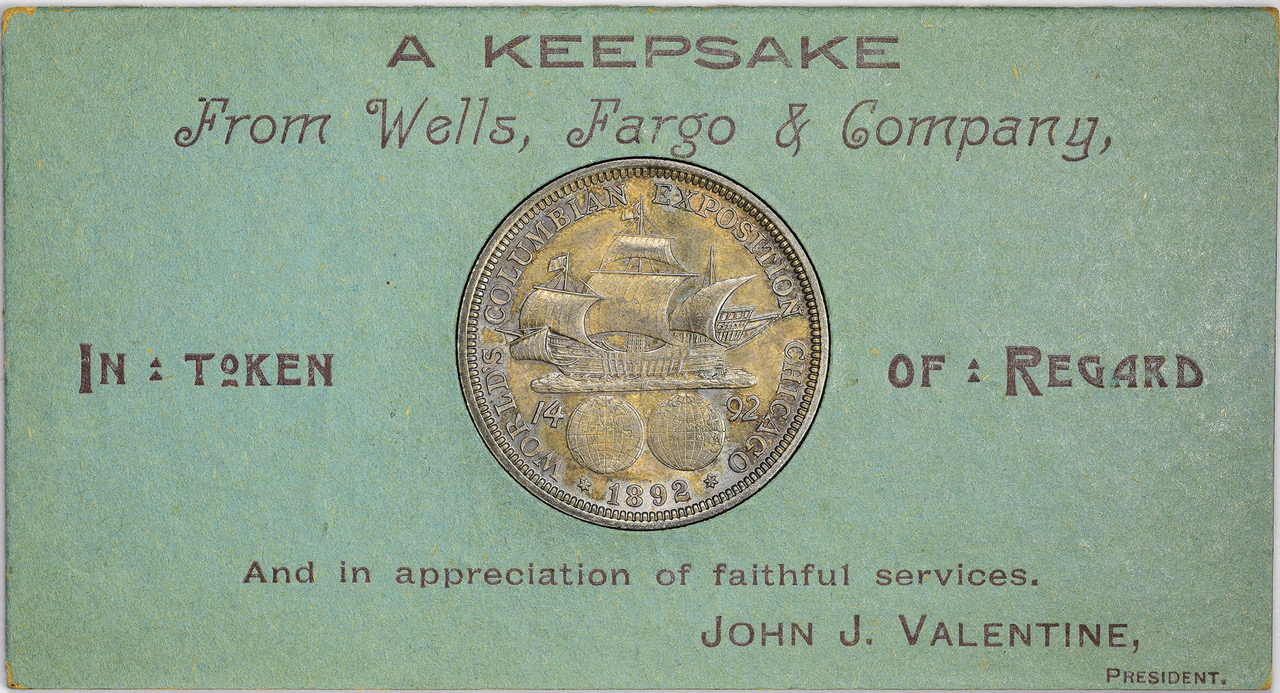 A KEEPSAKE
From Wells, Fargo & Company,
WORLD'S COLUMBIAN EXPOSITION CHICAGO
IN : TOKEN
OF : REGARD
14 92
* 1892 *
And in appreciation of faithful services.
JOHN J. VALENTINE,
PRESIDENT.